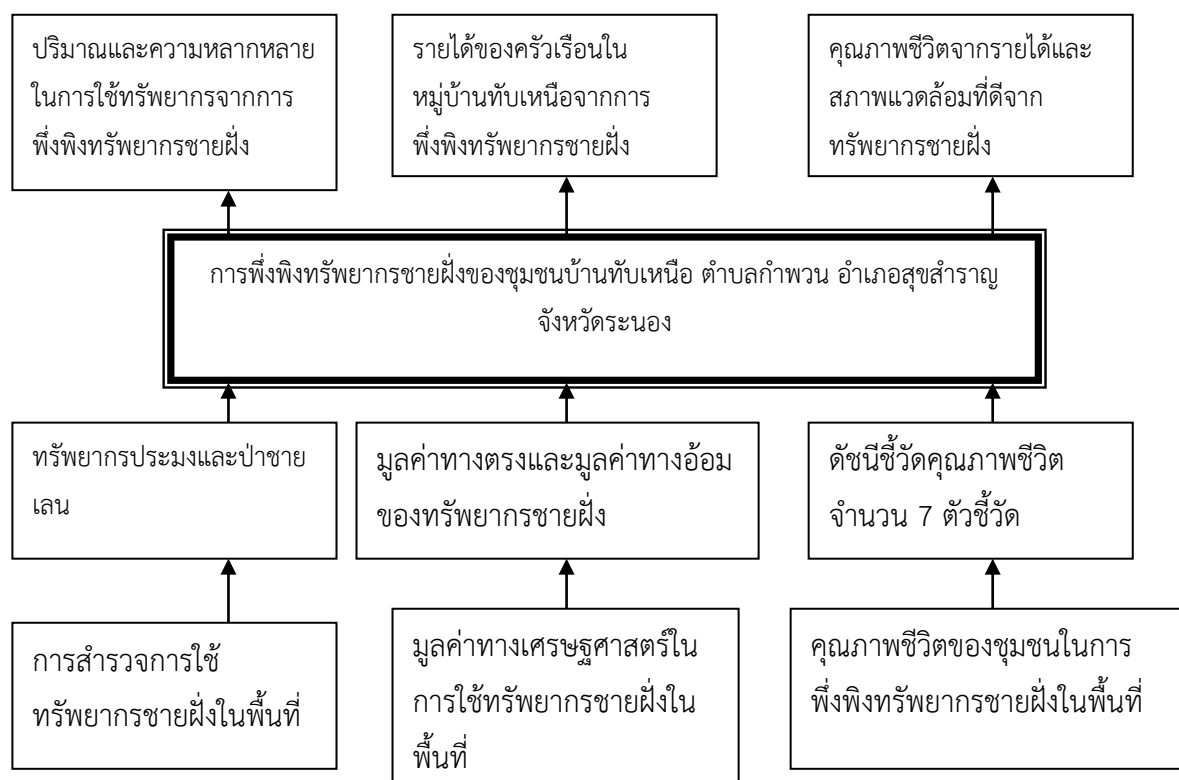 ปริมาณและความหลากหลาย
ในการใช้ทรัพยากรจากการ
พึ่งพิงทรัพยากรชายฝั่ง
รายได้ของครัวเรือนใน
หมู่บ้านทับเหนือจากการ
พึ่งพิงทรัพยากรชายฝั่ง
คุณภาพชีวิตจากรายได้และ
สภาพแวดล้อมที่ดีจาก
ทรัพยากรชายฝั่ง
การพึ่งพิงทรัพยากรชายฝั่งของชุมชนบ้านทับเหนือ ตำบลกำพวน อำเภอสุขสำราญ
จังหวัดระนอง
ทรัพยากรประมงและป่าชาย
เลน
มูลค่าทางตรงและมูลค่าทางอ้อม
ของทรัพยากรชายฝั่ง
ดัชนีชี้วัดคุณภาพชีวิต
จำนวน 7 ตัวชี้วัด
การสำรวจการใช้
ทรัพยากรชายฝั่งในพื้นที่
มูลค่าทางเศรษฐศาสตร์ใน
การใช้ทรัพยากรชายฝั่งใน
พื้นที่
คุณภาพชีวิตของชุมชนในการ
พึ่งพิงทรัพยากรชายฝั่งในพื้นที่